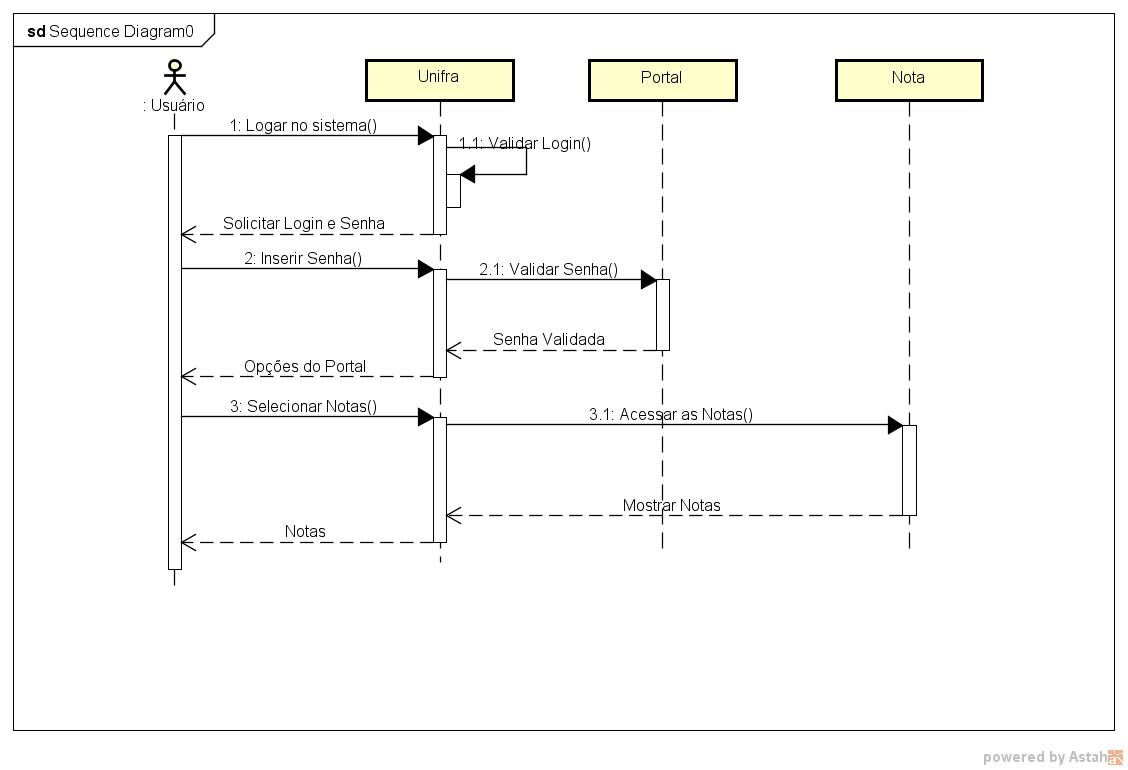 sd Sequence Diagram0
: Usuário
Unifra
Portal
Nota
1: Logar no sistema()
1.1: Validar Login()
Solicitar Login e Senha
2: Inserir Senha()
2.1: Validar Senha()
Senha Validada
Opções do Portal
3: Selecionar Notas()
3.1: Acessar as Notas()
Mostrar Notas
Notas
powered by Astah